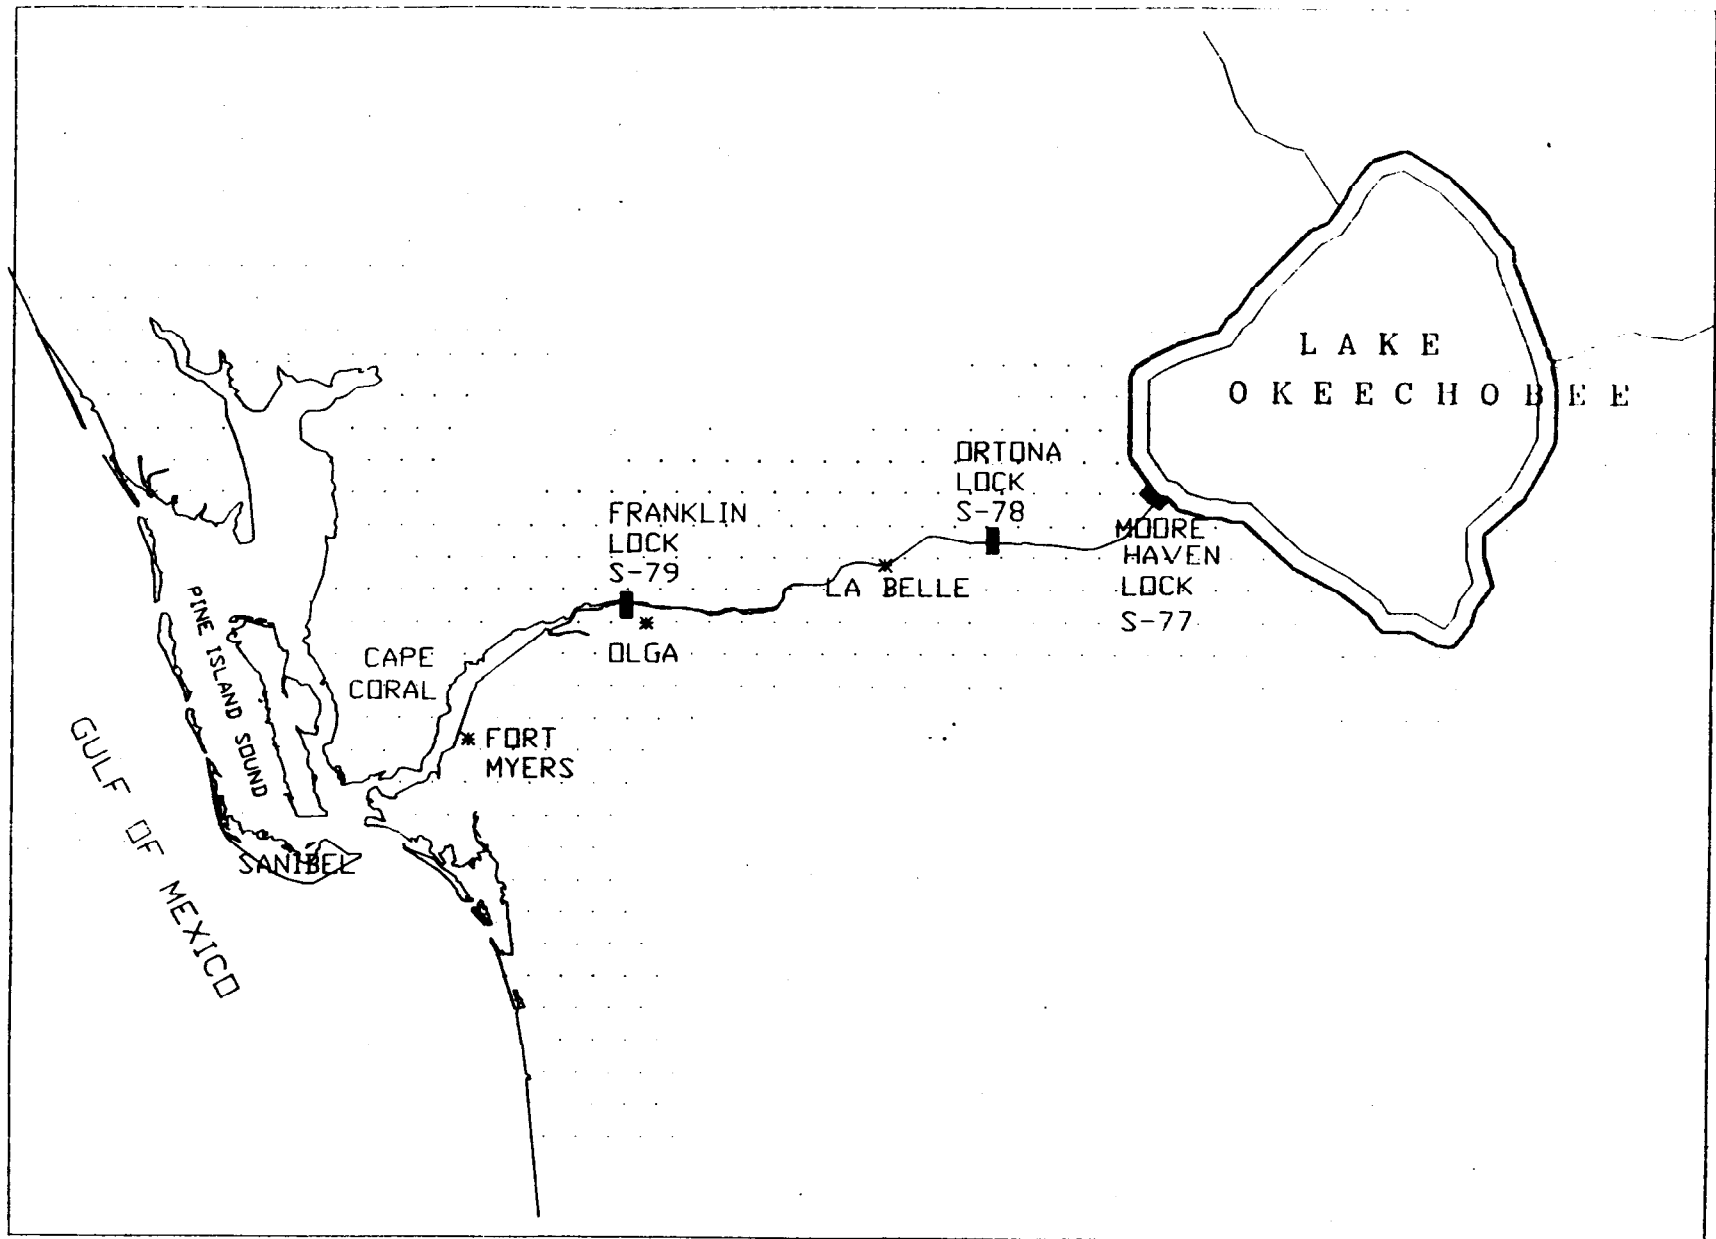 LAKE
OKEECHOBEE
ORTONA
LOCK
S-78
FRANKLIN
LOCK
S-79
MOORE
HAVEN
LOCK
S-77
LA BELLE
OLGA
CAPE
CORAL
PINE ISLAND SOUND
FORT
MYERS
SANIBEL
GULF OF MEXICO